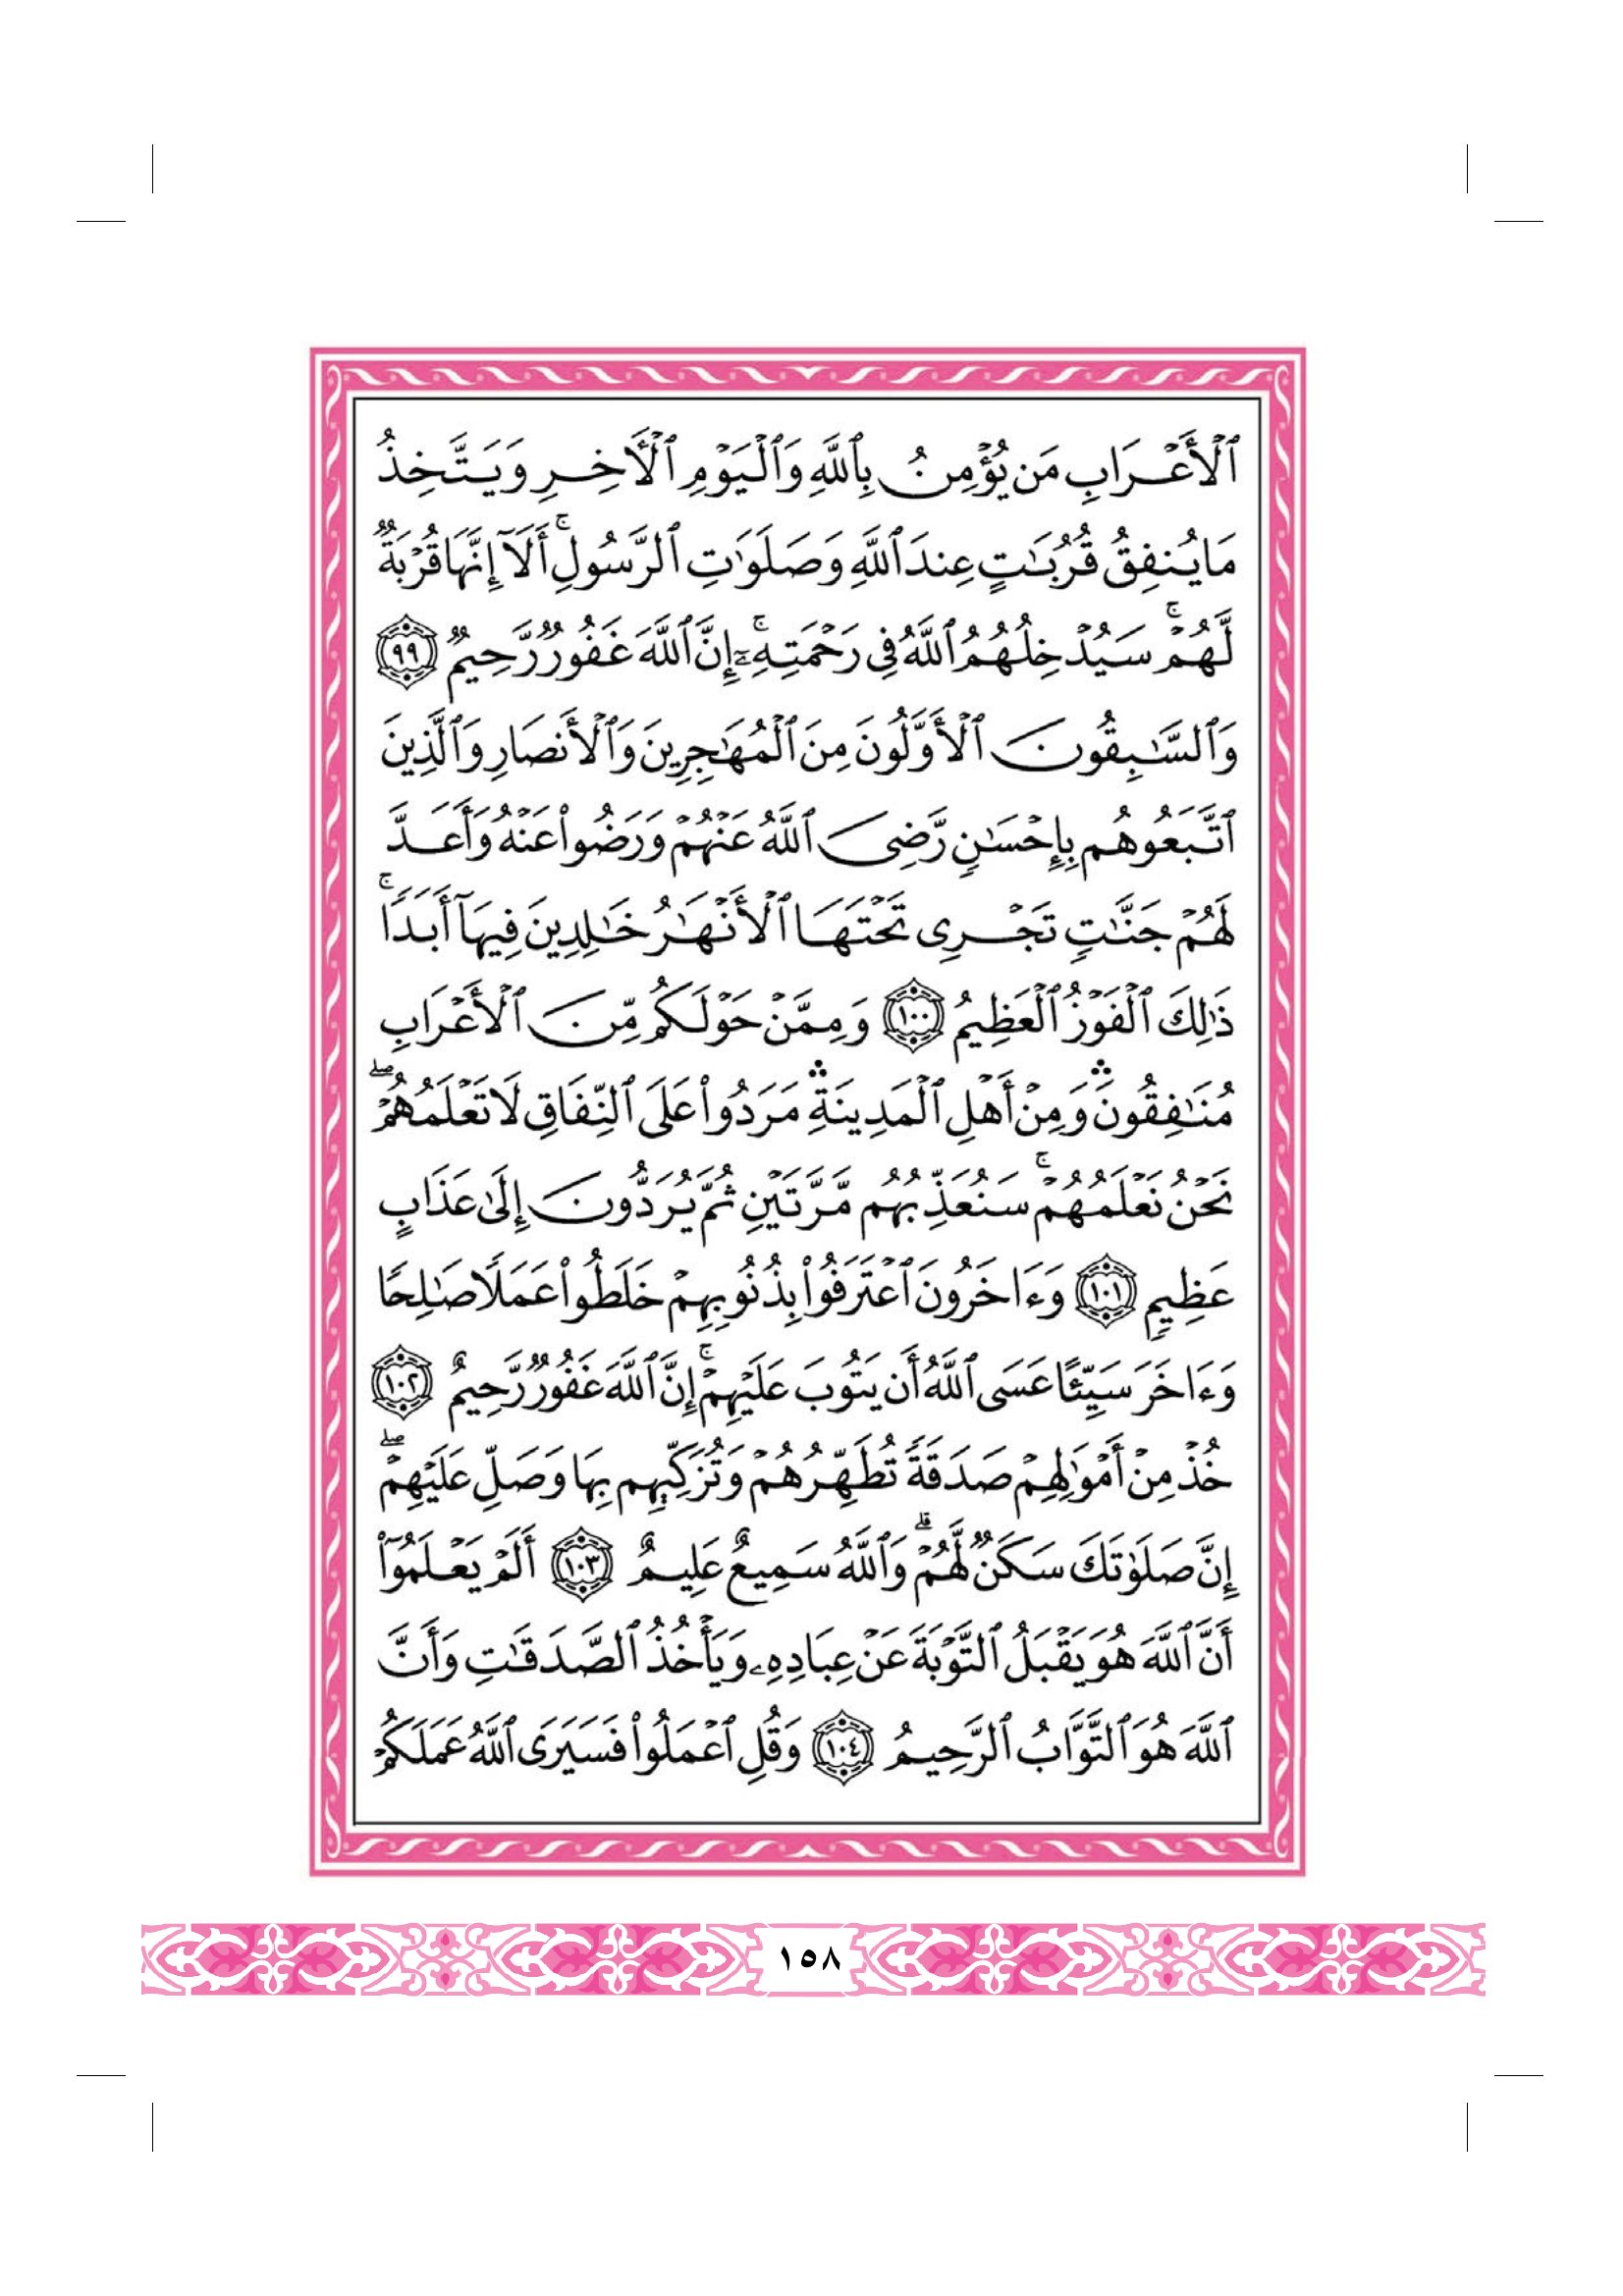 ٱلۡأَعۡرَابِ مَن يُؤۡمِنُ بِٱللَّهِ وَٱلۡيَوۡمِ ٱلۡأٓخِرِ وَيَتَّخِذُ
مَا يُنفِقُ قُرُبَٰتٍ عِندَ ٱللَّهِ وَصَلَوَٰتِ ٱلرَّسُولِۚ أَلَآ إِنَّهَا قُرۡبَةٞ
لَّهُمۡۚ سَيُدۡخِلُهُمُ ٱللَّهُ فِي رَحۡمَتِهِۦٓۚ إِنَّ ٱللَّهَ غَفُورٞ رَّحِيمٞ ٩٩
وَٱلسَّٰبِقُونَ ٱلۡأَوَّلُونَ مِنَ ٱلۡمُهَٰجِرِينَ وَٱلۡأَنصَارِ وَٱلَّذِينَ
ٱتَّبَعُوهُم بِإِحۡسَٰنٖ رَّضِيَ ٱللَّهُ عَنۡهُمۡ وَرَضُواْ عَنۡهُ وَأَعَدَّ
لَهُمۡ جَنَّٰتٖ تَجۡرِي تَحۡتَهَا ٱلۡأَنۡهَٰرُ خَٰلِدِينَ فِيهَآ أَبَدٗاۚ
ذَٰلِكَ ٱلۡفَوۡزُ ٱلۡعَظِيمُ ١٠٠ وَمِمَّنۡ حَوۡلَكُم مِّنَ ٱلۡأَعۡرَابِ
مُنَٰفِقُونَۛ وَمِنۡ أَهۡلِ ٱلۡمَدِينَةِۛ مَرَدُواْ عَلَى ٱلنِّفَاقِ لَا تَعۡلَمُهُمۡۖ
نَحۡنُ نَعۡلَمُهُمۡۚ سَنُعَذِّبُهُم مَّرَّتَيۡنِ ثُمَّ يُرَدُّونَ إِلَىٰ عَذَابٍ
عَظِيمٖ ١٠١ وَءَاخَرُونَ ٱعۡتَرَفُواْ بِذُنُوبِهِمۡ خَلَطُواْ عَمَلٗا صَٰلِحٗا
وَءَاخَرَ سَيِّئًا عَسَى ٱللَّهُ أَن يَتُوبَ عَلَيۡهِمۡۚ إِنَّ ٱللَّهَ غَفُورٞ رَّحِيمٌ ١٠٢
خُذۡ مِنۡ أَمۡوَٰلِهِمۡ صَدَقَةٗ تُطَهِّرُهُمۡ وَتُزَكِّيهِم بِهَا وَصَلِّ عَلَيۡهِمۡۖ
إِنَّ صَلَوٰتَكَ سَكَنٞ لَّهُمۡۗ وَٱللَّهُ سَمِيعٌ عَلِيمٌ ١٠٣ أَلَمۡ يَعۡلَمُوٓاْ
أَنَّ ٱللَّهَ هُوَ يَقۡبَلُ ٱلتَّوۡبَةَ عَنۡ عِبَادِهِۦ وَيَأۡخُذُ ٱلصَّدَقَٰتِ وَأَنَّ
ٱللَّهَ هُوَ ٱلتَّوَّابُ ٱلرَّحِيمُ ١٠٤ وَقُلِ ٱعۡمَلُواْ فَسَيَرَى ٱللَّهُ عَمَلَكُمۡ
١٥٨